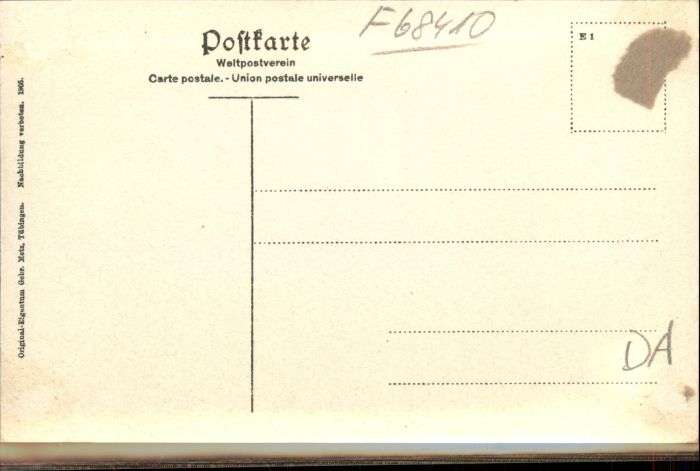 F68410
Poſtkarte
Weltpostverein
Carte postale. - Union postale universelle
E 1
Original-Eigentum Gebr. Metz, Tübingen. Nachbildung verboten. 1905.
DA